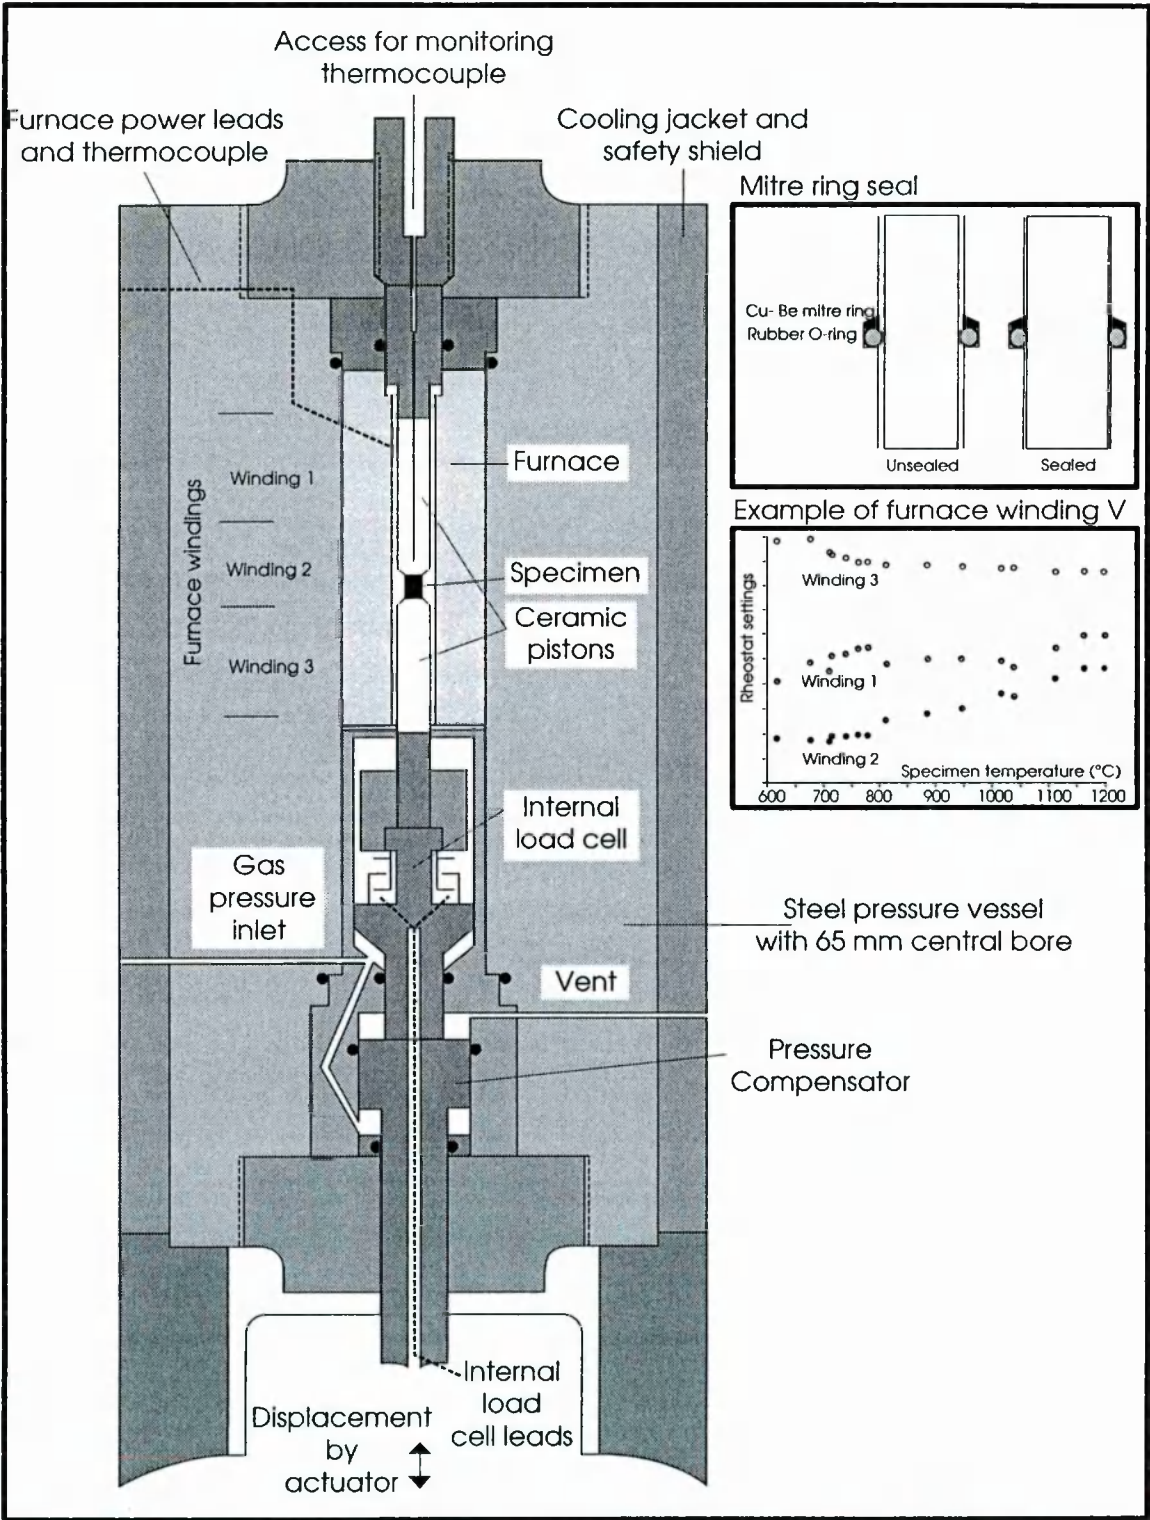 Access for monitoring
thermocouple
Furnace power leads
and thermocouple
Cooling jacket and
safety shield
Mitre ring seal
Cu- Be mitre ring
Rubber O-ring
Unsealed
Sealed
Furnace windings
Winding 1
Winding 2
Winding 3
Furnace
Specimen
Ceramic
pistons
Example of furnace winding V
Rheostat settings
Winding 3
Winding 1
Winding 2
Specimen temperature (°C)
600 700 800 900 1000 1100 1200
Internal
load cell
Gas
pressure
inlet
Steel pressure vessel
with 65 mm central bore
Vent
Pressure
Compensator
Internal
load
cell leads
Displacement
by
actuator